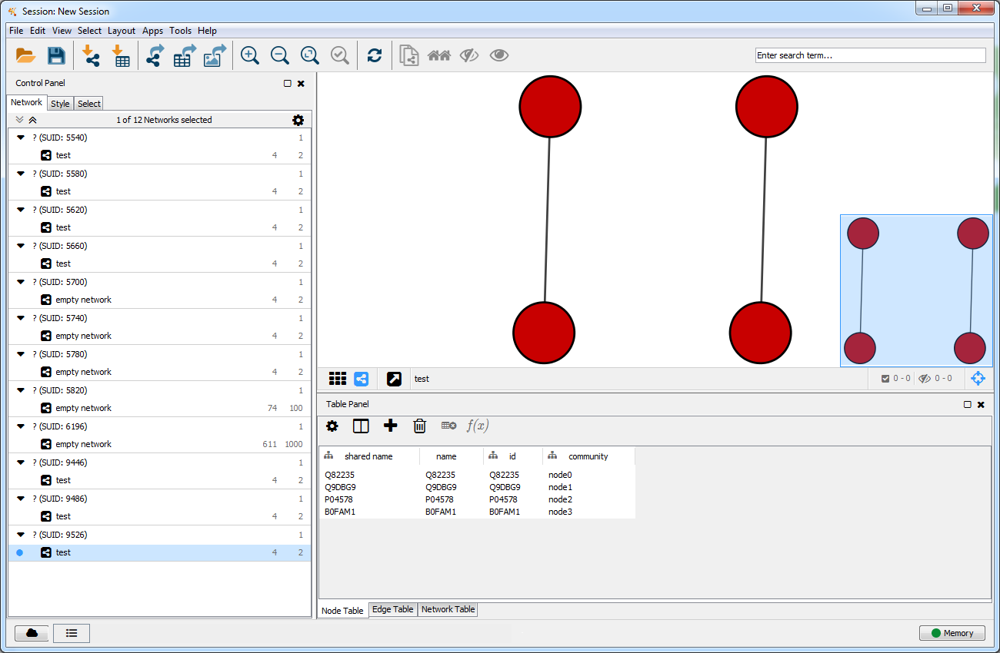 Session: New Session
File Edit View Select Layout Apps Tools Help
Enter search term...
Control Panel
Network Style Select
1 of 12 Networks selected
? (SUID: 5540) 1
test 4 2
? (SUID: 5580) 1
test 4 2
? (SUID: 5620) 1
test 4 2
? (SUID: 5660) 1
test 4 2
? (SUID: 5700) 1
empty network 4 2
? (SUID: 5740) 1
empty network 4 2
? (SUID: 5780) 1
empty network 4 2
? (SUID: 5820) 1
empty network 74 100
? (SUID: 6196) 1
empty network 611 1000
? (SUID: 9446) 1
test 4 2
? (SUID: 9486) 1
test 4 2
? (SUID: 9526) 1
test 4 2
test 0 - 0 0 - 0
Table Panel
f(x)
shared name name id community
Q82235 Q82235 Q82235 node0
Q9DBG9 Q9DBG9 Q9DBG9 node1
P04578 P04578 P04578 node2
B0FAM1 B0FAM1 B0FAM1 node3
Node Table Edge Table Network Table
Memory